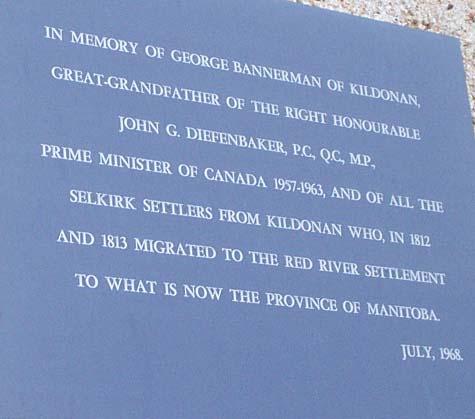 IN MEMORY OF GEORGE BANNERMAN OF KILDONAN,
GREAT-GRANDFATHER OF THE RIGHT HONOURABLE
JOHN G. DIEFENBAKER, P.C., Q.C., M.P.,
PRIME MINISTER OF CANADA 1957-1963, AND OF ALL THE
SELKIRK SETTLERS FROM KILDONAN WHO, IN 1812
AND 1813 MIGRATED TO THE RED RIVER SETTLEMENT
TO WHAT IS NOW THE PROVINCE OF MANITOBA.
JULY, 1968.